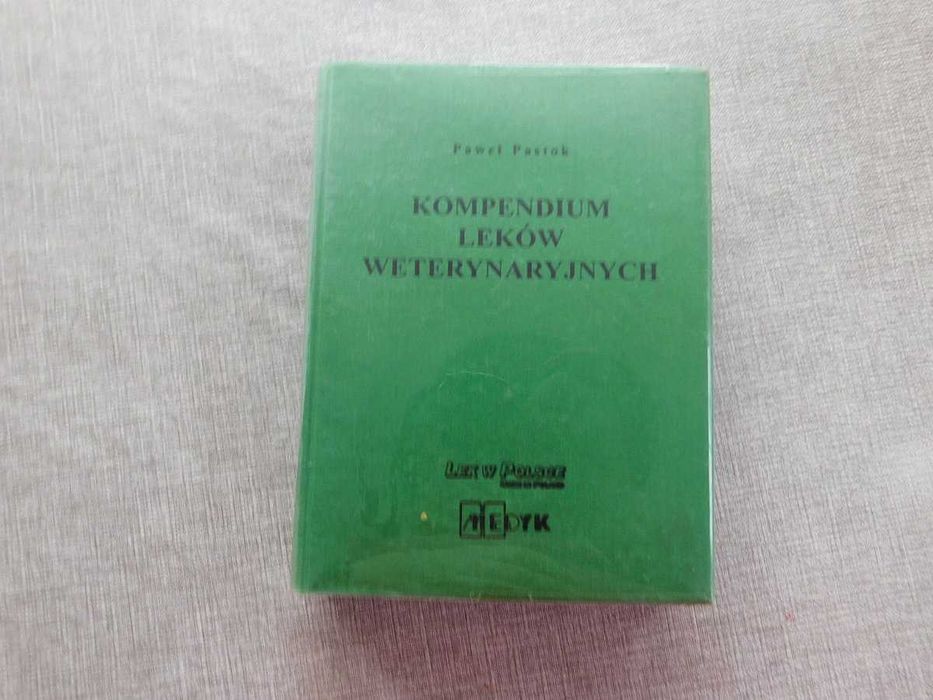 Paweł Pastok
KOMPENDIUM
LEKÓW
WETERYNARYJNYCH
LEK W POLSCE
MEDYK